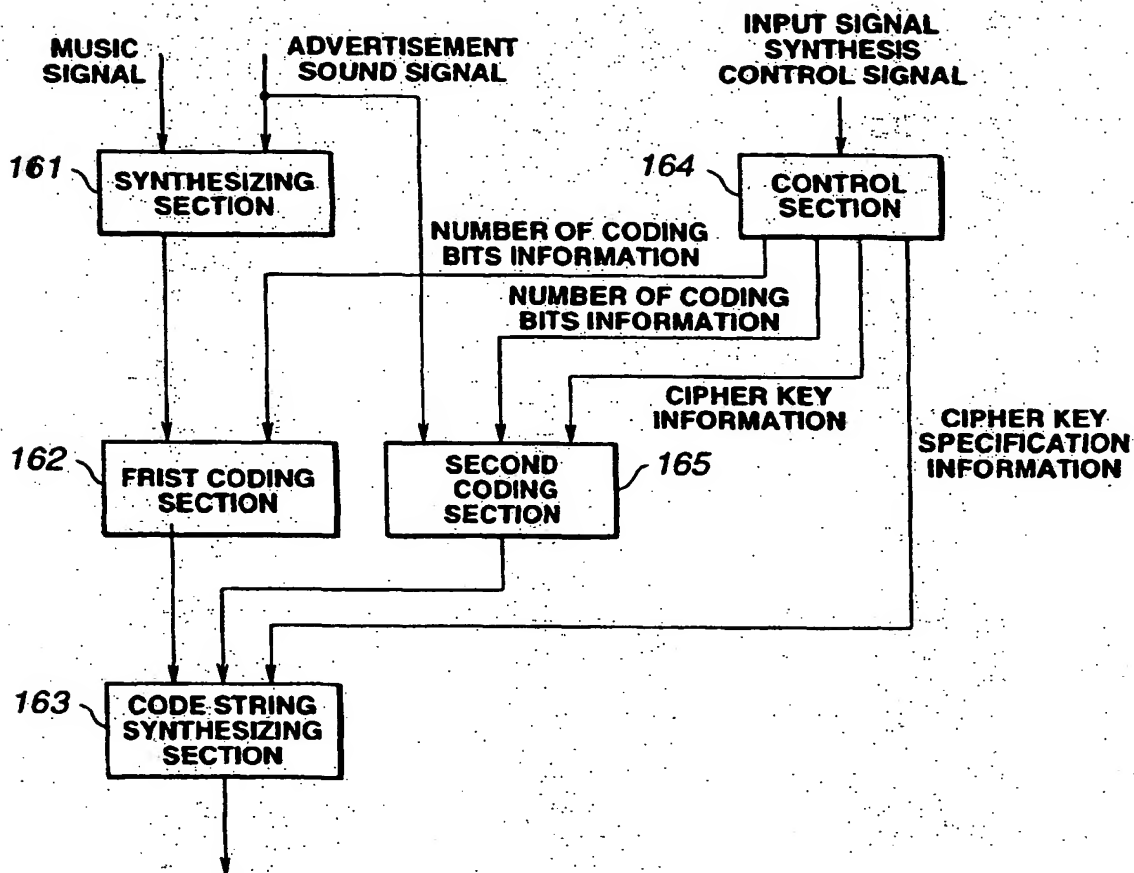 MUSIC
SIGNAL
ADVERTISEMENT
SOUND SIGNAL
INPUT SIGNAL
SYNTHESIS
CONTROL SIGNAL
161
SYNTHESIZING
SECTION
164
CONTROL
SECTION
NUMBER OF CODING
BITS INFORMATION
NUMBER OF CODING
BITS INFORMATION
CIPHER KEY
INFORMATION
CIPHER KEY
SPECIFICATION
INFORMATION
162
FRIST CODING
SECTION
SECOND
CODING
SECTION
165
163
CODE STRING
SYNTHESIZING
SECTION